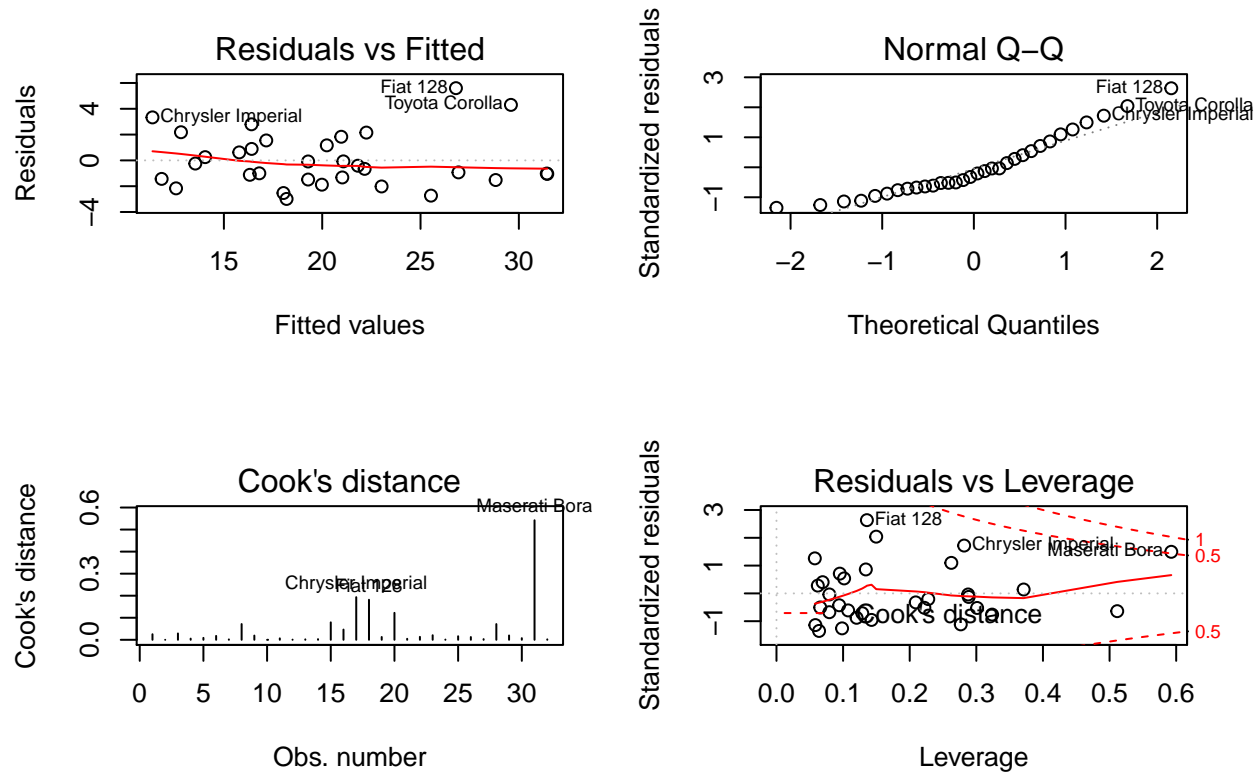 Residuals vs Fitted
Residuals
4
0
−4
Fiat 128
Toyota Corolla
Chrysler Imperial
15 20 25 30
Fitted values
Normal Q−Q
Standardized residuals
3
1
−1
Fiat 128
Toyota Corolla
Chrysler Imperial
−2 −1 0 1 2
Theoretical Quantiles
Cook's distance
Cook's distance
0.6
0.3
0.0
Maserati Bora
Chrysler Imperial
Fiat 128
0 5 10 15 20 25 30
Obs. number
Residuals vs Leverage
Standardized residuals
3
1
−1
Fiat 128
Chrysler Imperial
Maserati Bora
1
0.5
Cook's distance
0.5
0.0 0.1 0.2 0.3 0.4 0.5 0.6
Leverage